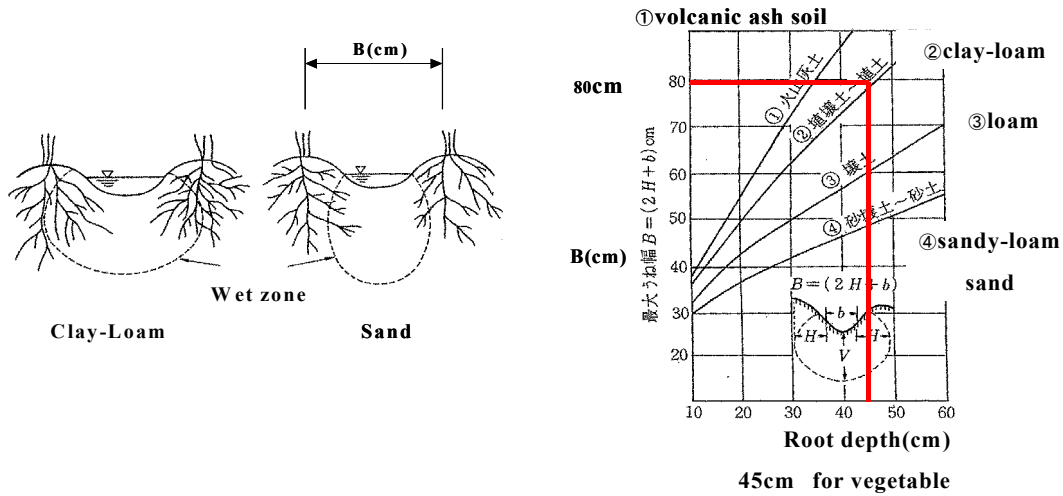 B(cm)
Wet zone
Clay-Loam
Sand
①volcanic ash soil
②clay-loam
③loam
④sandy-loam
sand
80cm
B(cm)
最大うね幅B=(2H+b)cm
80
70
60
50
40
30
20
10
①火山灰土
②埴壌土~埴土
③壌土
④砂壌土~砂土
B=(2H+b)
b
H
H
V
10
20
30
40
50
60
Root depth(cm)
45cm for vegetable